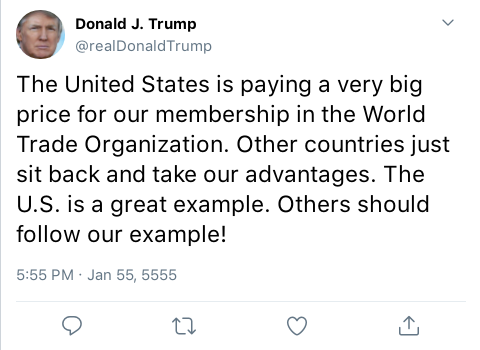 Donald J. Trump
@realDonaldTrump
The United States is paying a very big
price for our membership in the World
Trade Organization. Other countries just
sit back and take our advantages. The
U.S. is a great example. Others should
follow our example!
5:55 PM · Jan 55, 5555